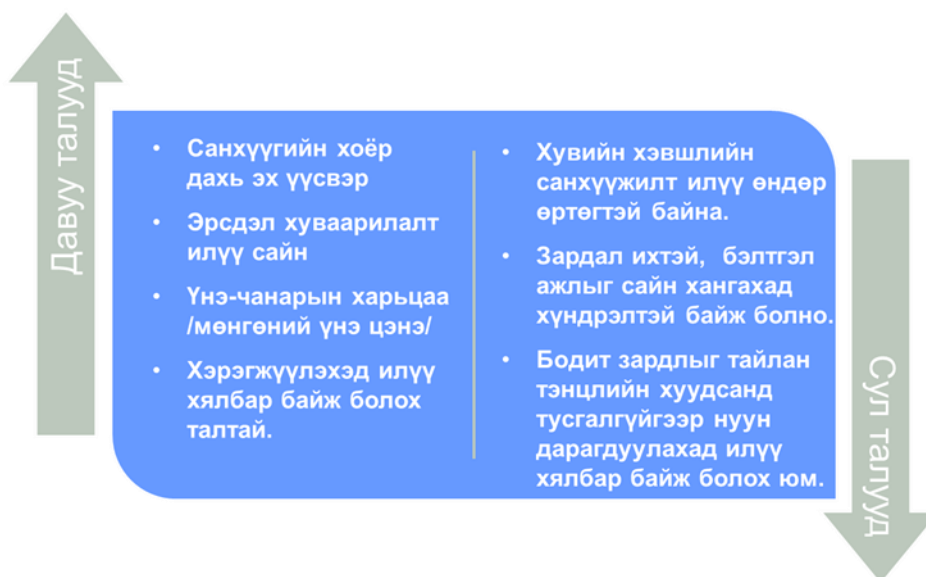 Давуу талууд
• Санхүүгийн хоёр
дахь эх үүсвэр
• Эрсдэл хуваарилалт
илүү сайн
• Үнэ-чанарын харьцаа
/мөнгөний үнэ цэнэ/
• Хэрэгжүүлэхэд илүү
хялбар байж болох
талтай.
• Хувийн хэвшлийн
санхүүжилт илүү өндөр
өртөгтэй байна.
• Зардал ихтэй, бэлтгэл
ажлыг сайн хангахад
хүндрэлтэй байж болно.
• Бодит зардлыг тайлан
тэнцлийн хуудсанд
тусгалгүйгээр нуун
дарагдуулахад илүү
хялбар байж болох юм.
Сул талууд